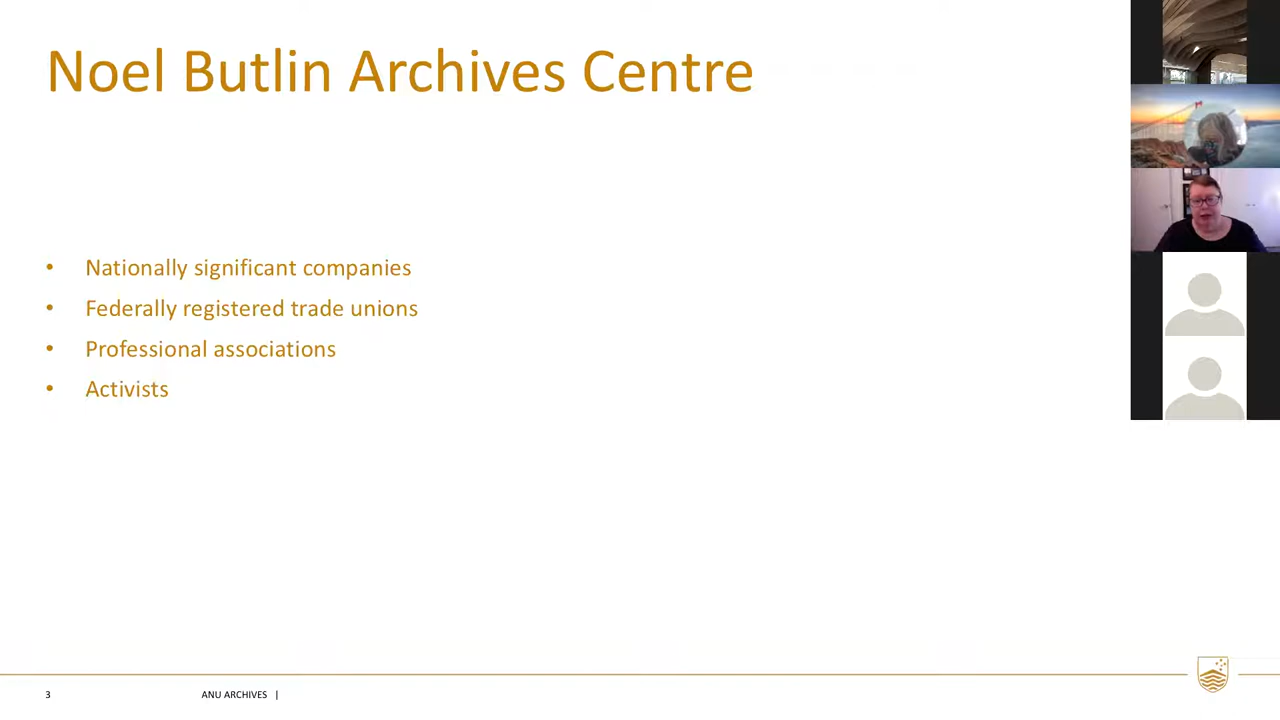 Noel Butlin Archives Centre
• Nationally significant companies
• Federally registered trade unions
• Professional associations
• Activists
3 ANU ARCHIVES |